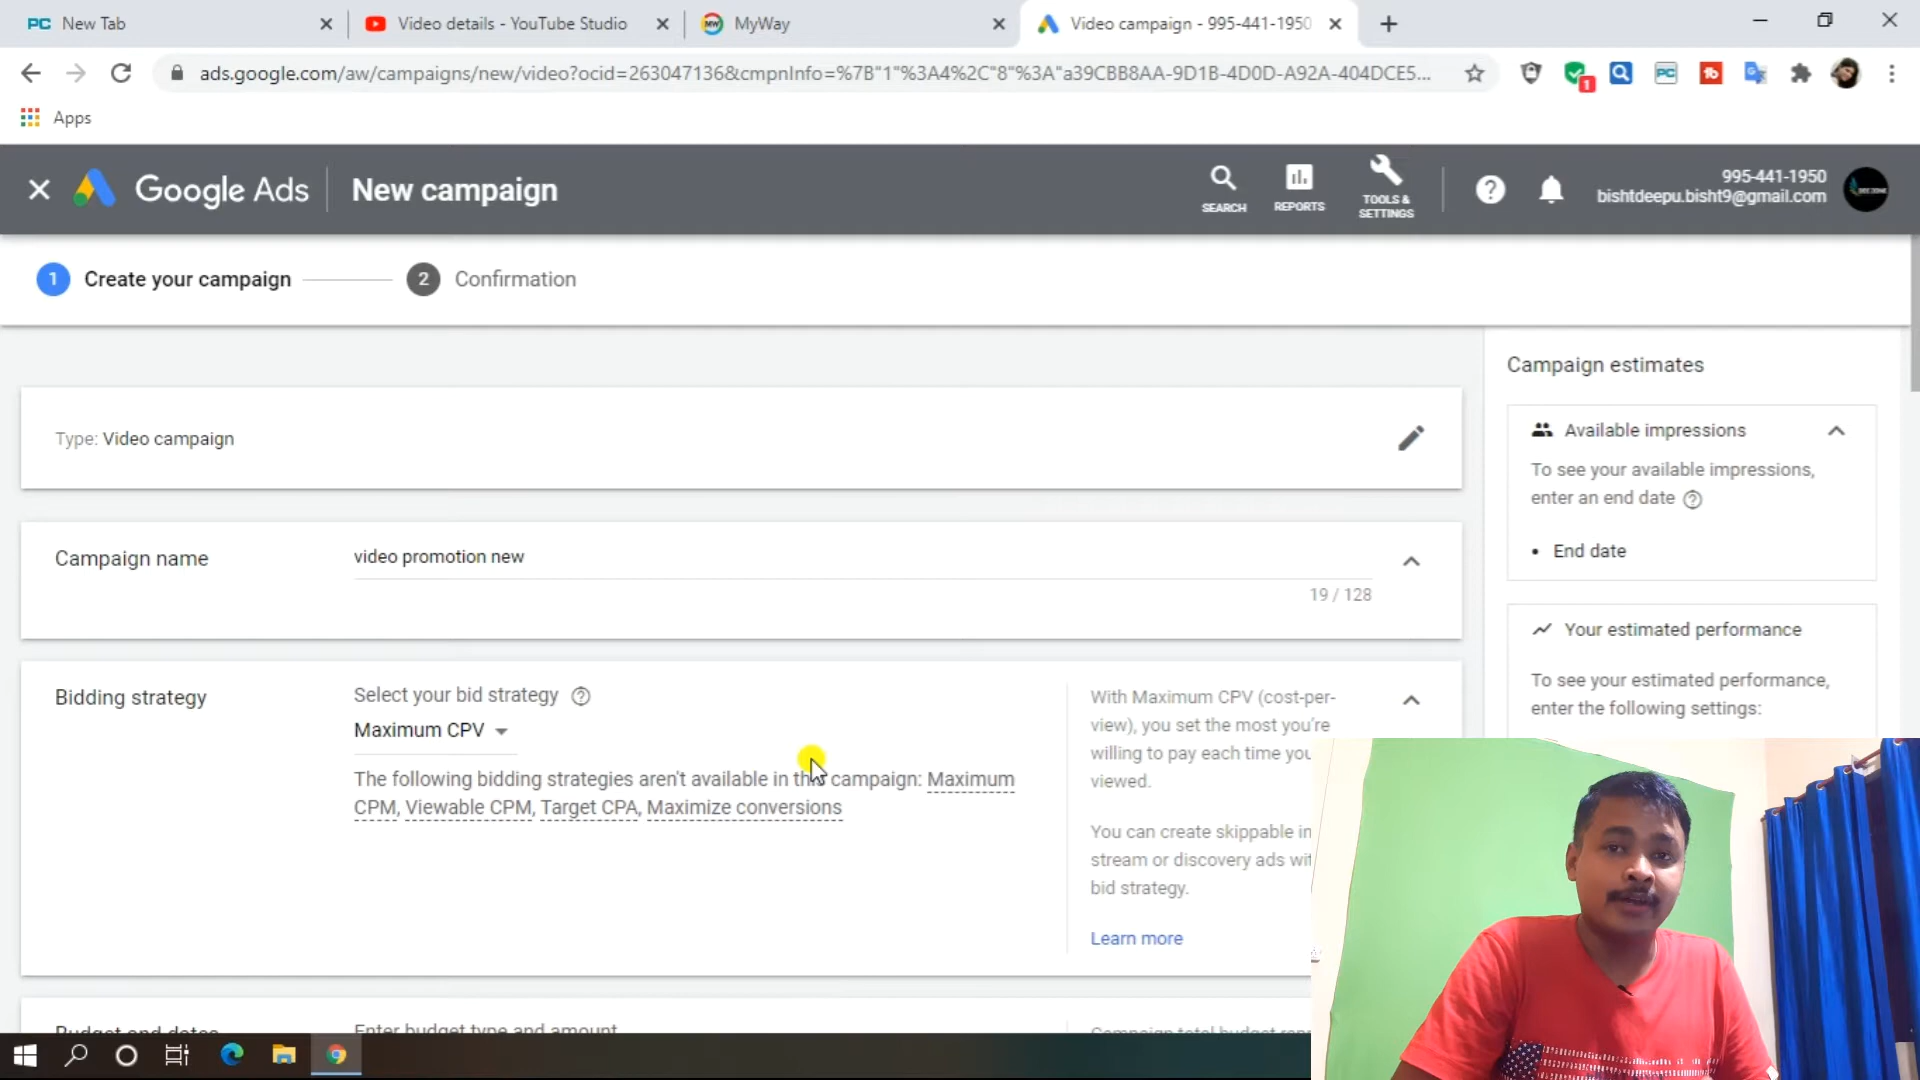 New Tab
Video details - YouTube Studio
MyWay
Video campaign - 995-441-1950
ads.google.com/aw/campaigns/new/video?ocid=263047136&cmpnInfo=%7B"1"%3A4%2C"8"%3A"a39CBB8AA-9D1B-4D0D-A92A-404DCE5...
Apps
Google Ads
New campaign
SEARCH
REPORTS
TOOLS &
SETTINGS
995-441-1950
bishtdeepu.bisht9@gmail.com
1 Create your campaign
2 Confirmation
Type: Video campaign
Campaign name
video promotion new
19 / 128
Bidding strategy
Select your bid strategy
Maximum CPV
The following bidding strategies aren't available in this campaign: Maximum
CPM, Viewable CPM, Target CPA, Maximize conversions
With Maximum CPV (cost-per-
view), you set the most you're
willing to pay each time you
viewed.
You can create skippable in
stream or discovery ads wit
bid strategy.
Learn more
Budget and dates
Enter budget type and amount
Campaign total budget
Campaign estimates
Available impressions
To see your available impressions,
enter an end date
• End date
Your estimated performance
To see your estimated performance,
enter the following settings: